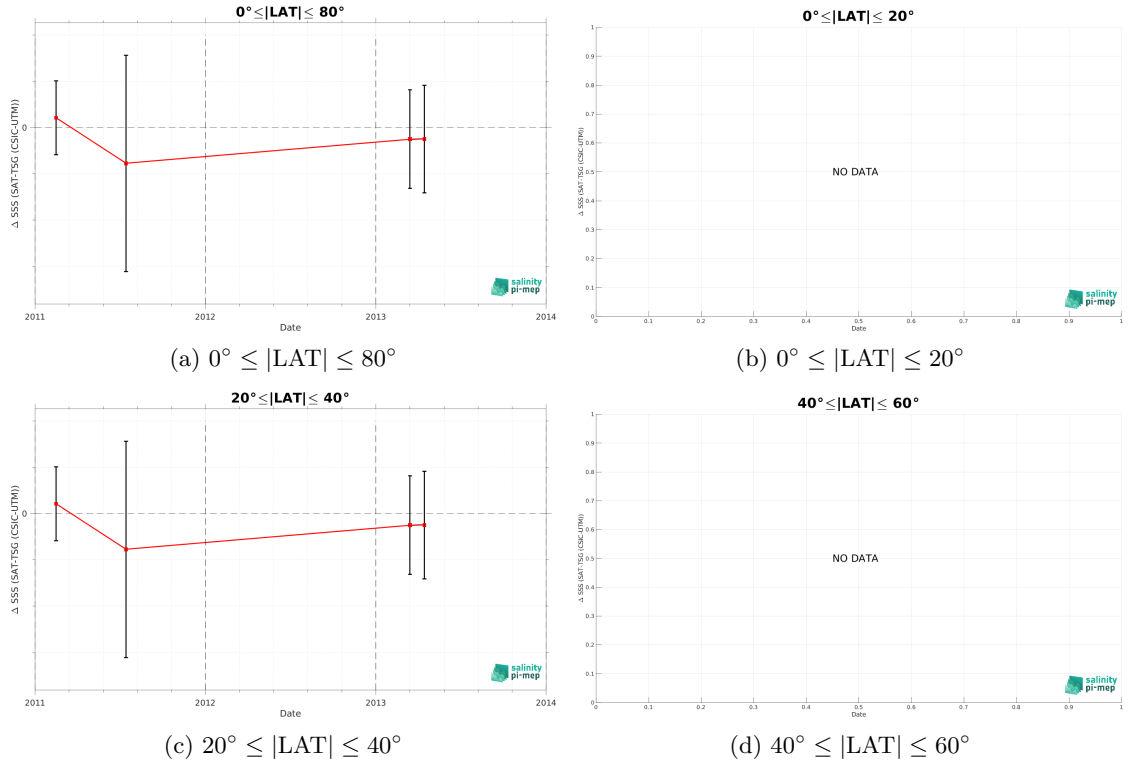 0°≤|LAT|≤ 80°
Δ SSS (SAT-TSG (CSIC-UTM))
0
salinity
pi-mep
2011
2012
2013
2014
Date
(a) 0° ≤ |LAT| ≤ 80°
0°≤|LAT|≤ 20°
Δ SSS (SAT-TSG (CSIC-UTM))
1
0.9
0.8
0.7
0.6
0.5
0.4
0.3
0.2
0.1
0
NO DATA
salinity
pi-mep
0
0.1
0.2
0.3
0.4
0.5
0.6
0.7
0.8
0.9
1
Date
(b) 0° ≤ |LAT| ≤ 20°
20°≤|LAT|≤ 40°
Δ SSS (SAT-TSG (CSIC-UTM))
0
salinity
pi-mep
2011
2012
2013
2014
Date
(c) 20° ≤ |LAT| ≤ 40°
40°≤|LAT|≤ 60°
Δ SSS (SAT-TSG (CSIC-UTM))
1
0.9
0.8
0.7
0.6
0.5
0.4
0.3
0.2
0.1
0
NO DATA
salinity
pi-mep
0
0.1
0.2
0.3
0.4
0.5
0.6
0.7
0.8
0.9
1
Date
(d) 40° ≤ |LAT| ≤ 60°